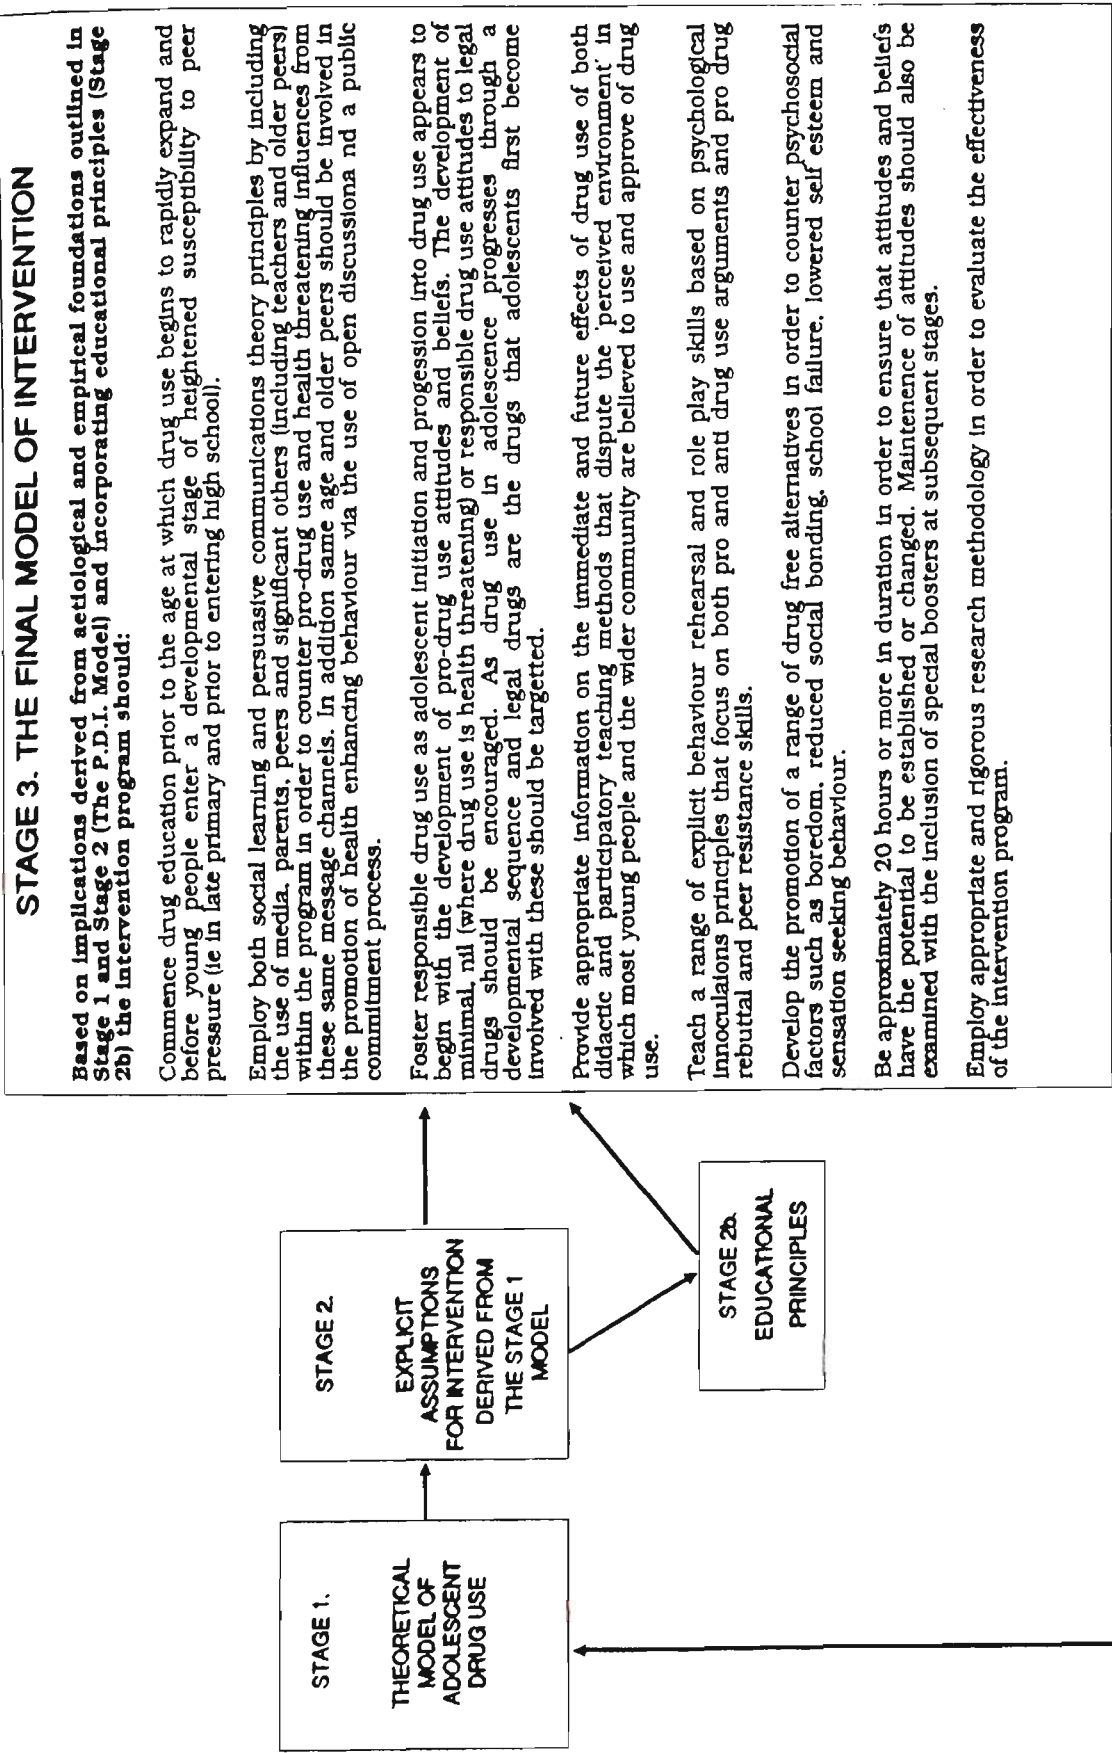 STAGE 1.
THEORETICAL
MODEL OF
ADOLESCENT
DRUG USE
STAGE 2.
EXPLICIT
ASSUMPTIONS
FOR INTERVENTION
DERIVED FROM
THE STAGE 1
MODEL
STAGE 2b.
EDUCATIONAL
PRINCIPLES
STAGE 3. THE FINAL MODEL OF INTERVENTION
Based on implications derived from aetiological and empirical foundations outlined in
Stage 1 and Stage 2 (The P.D.I. Model) and incorporating educational principles (Stage
2b) the intervention program should:
Commence drug education prior to the age at which drug use begins to rapidly expand and
before young people enter a developmental stage of heightened susceptibility to peer
pressure (ie in late primary and prior to entering high school).
Employ both social learning and persuasive communications theory principles by including
the use of media, parents, peers and significant others (including teachers and older peers)
within the program in order to counter pro-drug use and health threatening influences from
these same message channels. In addition same age and older peers should be involved in
the promotion of health enhancing behaviour via the use of open discussiona nd a public
commitment process.
Foster responsible drug use as adolescent initiation and progession into drug use appears to
begin with the development of pro-drug use attitudes and beliefs. The development of
minimal, nil (where drug use is health threatening) or responsible drug use attitudes to legal
drugs should be encouraged. As drug use in adolescence progresses through a
developmental sequence and legal drugs are the drugs that adolescents first become
involved with these should be targetted.
Provide appropriate information on the immediate and future effects of drug use of both
didactic and participatory teaching methods that dispute the 'perceived environment' in
which most young people and the wider community are believed to use and approve of drug
use.
Teach a range of explicit behaviour rehearsal and role play skills based on psychological
innoculaions principles that focus on both pro and anti drug use arguments and pro drug
rebuttal and peer resistance skills.
Develop the promotion of a range of drug free alternatives in order to counter psychosocial
factors such as boredom, reduced social bonding, school failure, lowered self esteem and
sensation seeking behaviour.
Be approximately 20 hours or more in duration in order to ensure that attitudes and beliefs
have the potential to be established or changed. Maintenence of attitudes should also be
examined with the inclusion of special boosters at subsequent stages.
Employ appropriate and rigorous research methodology in order to evaluate the effectiveness
of the intervention program.